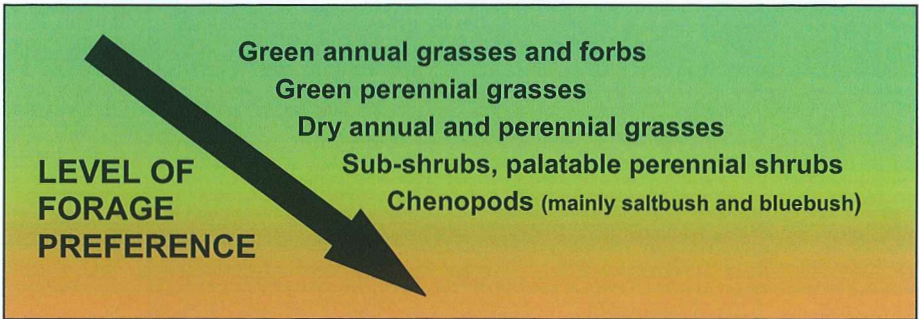 Green annual grasses and forbs
Green perennial grasses
Dry annual and perennial grasses
Sub-shrubs, palatable perennial shrubs
Chenopods (mainly saltbush and bluebush)
LEVEL OF
FORAGE
PREFERENCE